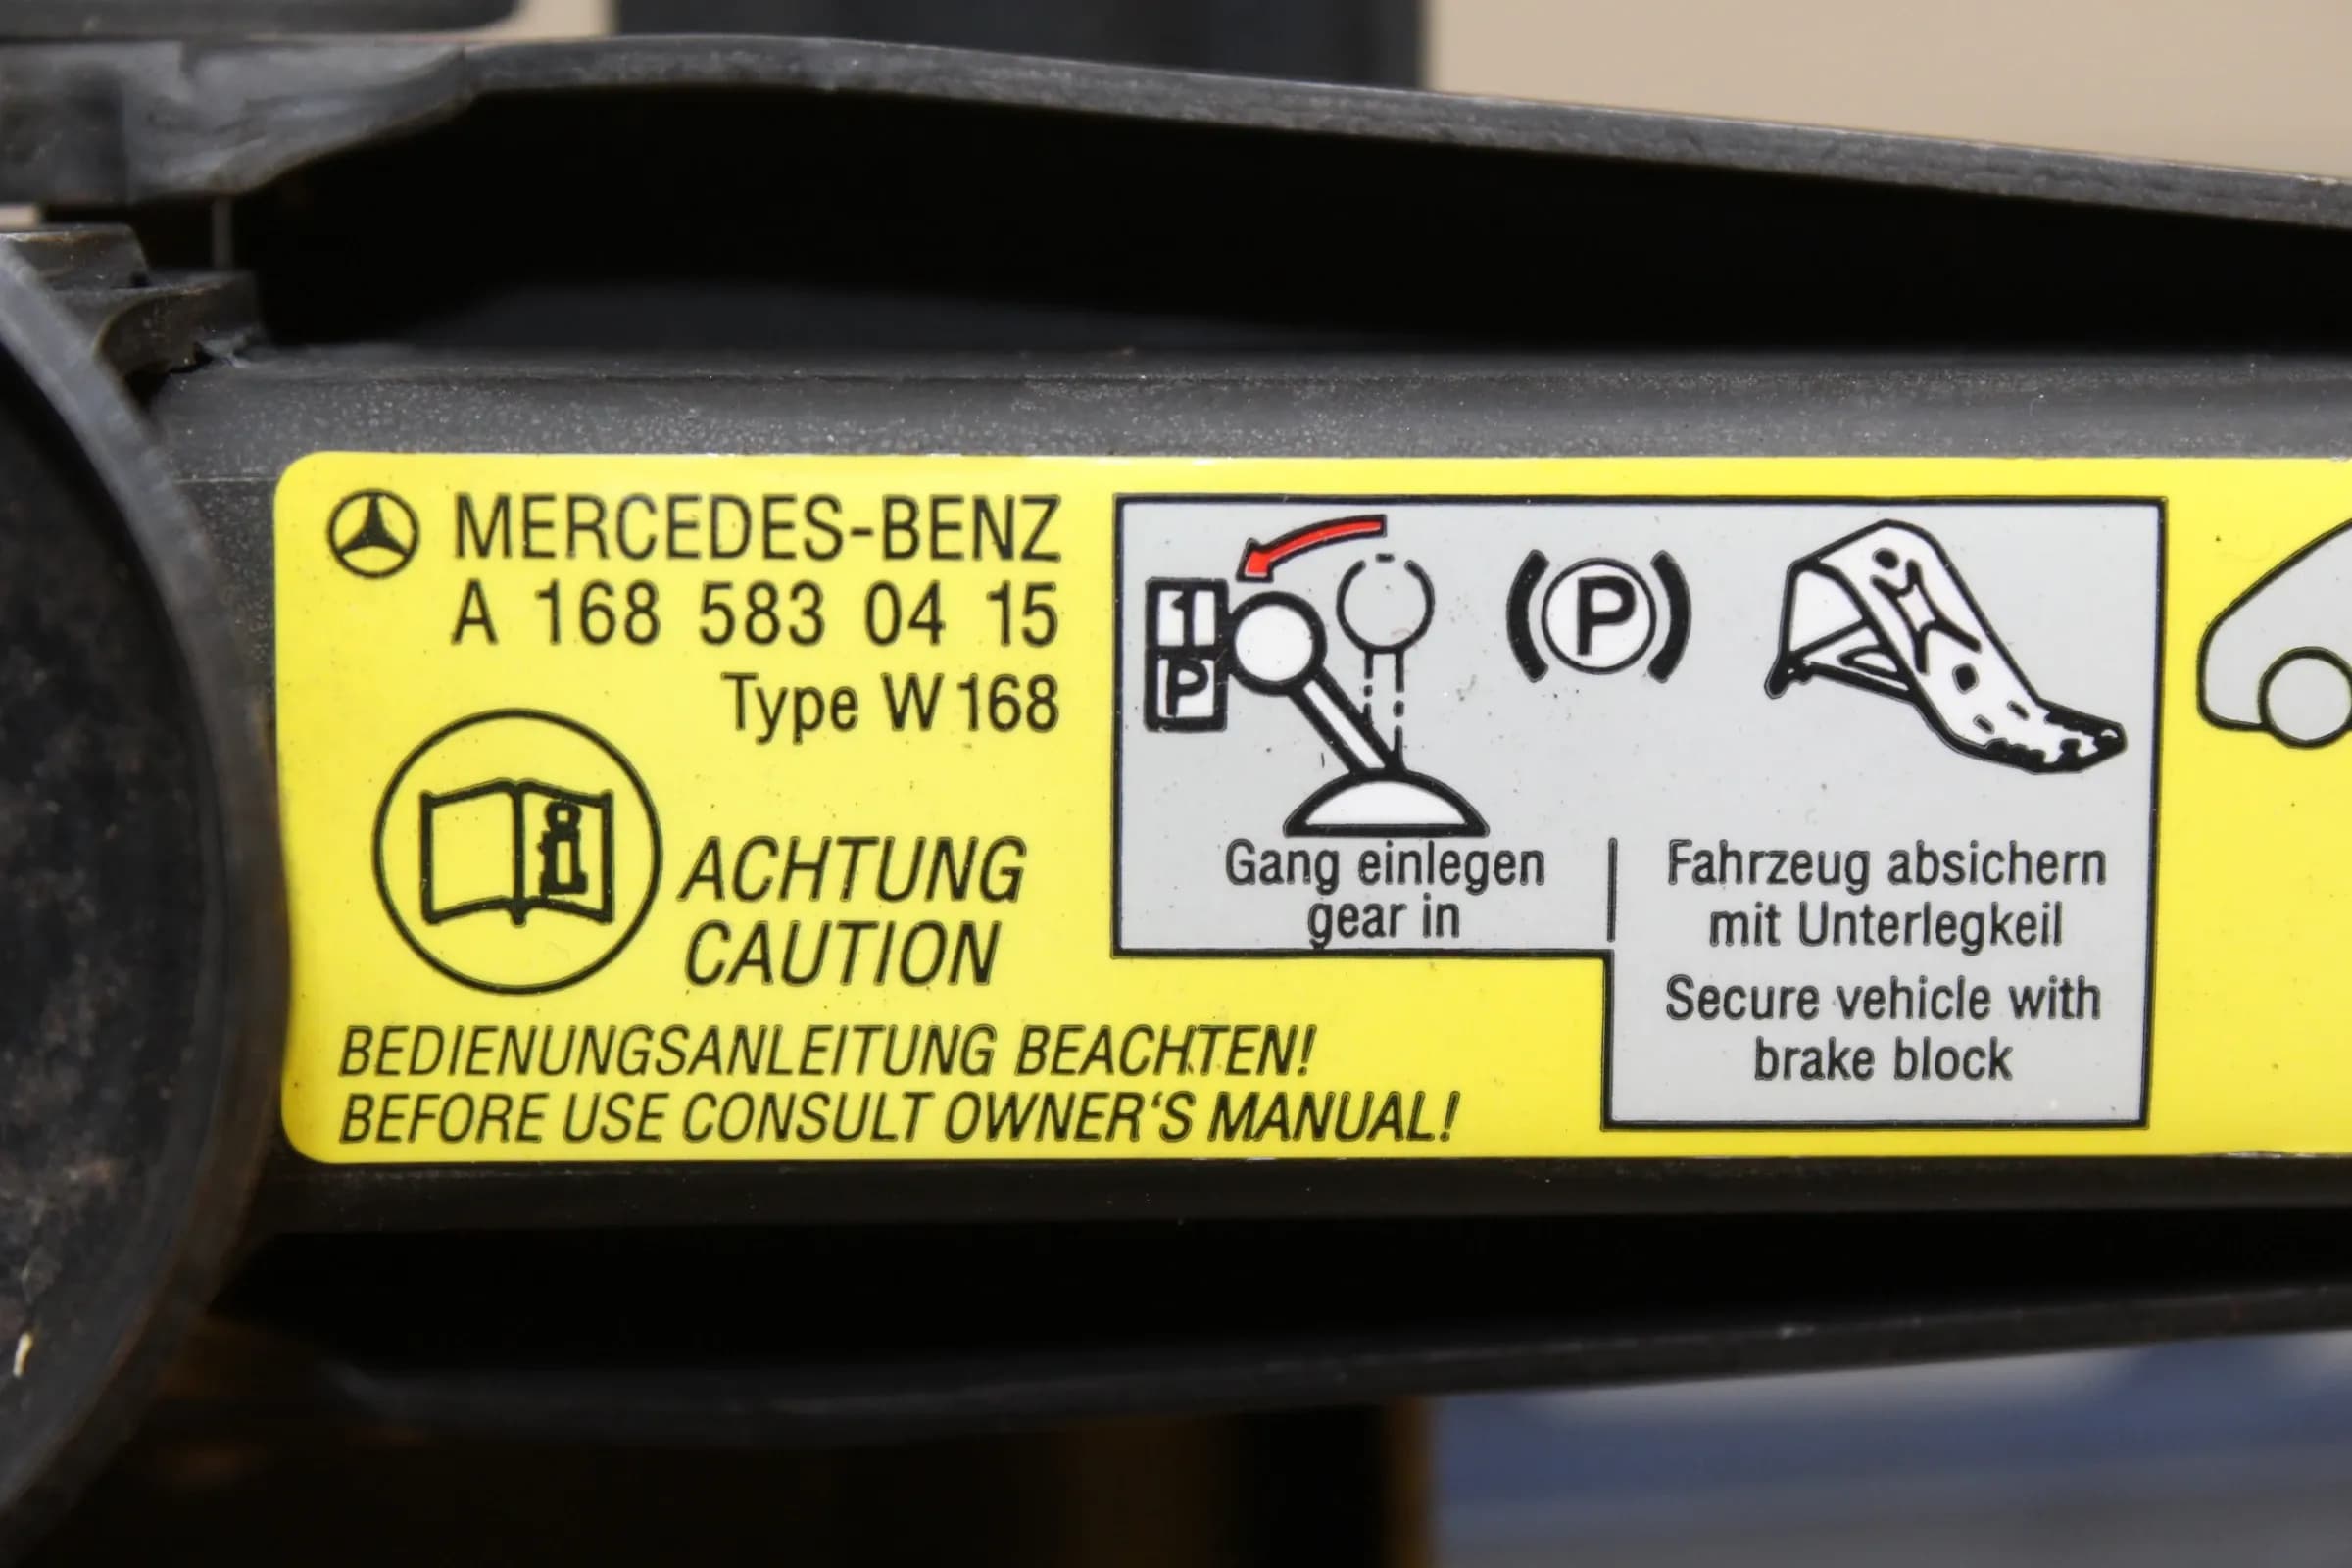 MERCEDES-BENZ
A 168 583 04 15
Type W168
ACHTUNG
CAUTION
BEDIENUNGSANLEITUNG BEACHTEN!
BEFORE USE CONSULT OWNER‘S MANUAL!
1
P
P
Gang einlegen
gear in
Fahrzeug absichern
mit Unterlegkeil
Secure vehicle with
brake block